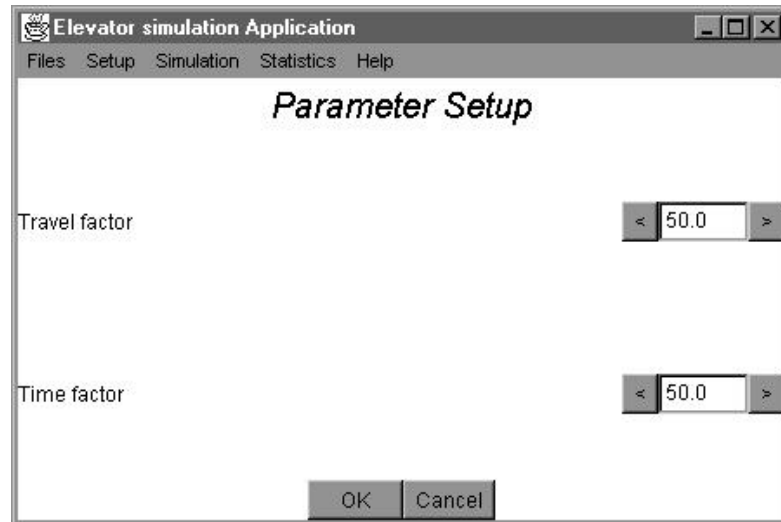 Elevator simulation Application
Files Setup Simulation Statistics Help
Parameter Setup
Travel factor < 50.0 >
Time factor < 50.0 >
OK Cancel